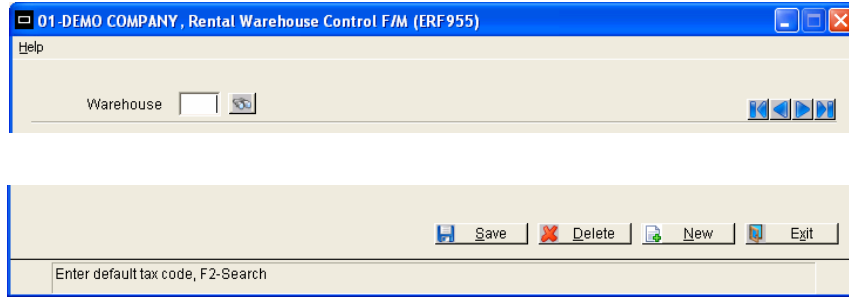 01-DEMO COMPANY, Rental Warehouse Control F/M (ERF955)
Help
Warehouse
Save Delete New Exit
Enter default tax code, F2-Search